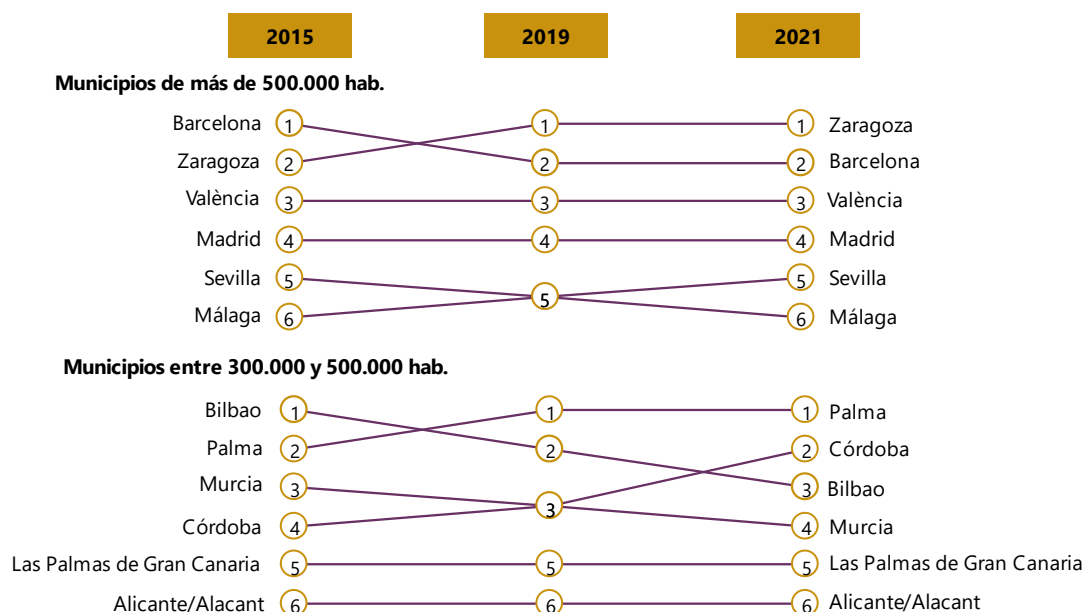 2015 2019 2021
Municipios de más de 500.000 hab.
Barcelona 1 1 1 Zaragoza
Zaragoza 2 2 2 Barcelona
València 3 3 3 València
Madrid 4 4 4 Madrid
Sevilla 5 5 5 Sevilla
Málaga 6 6 Málaga
Municipios entre 300.000 y 500.000 hab.
Bilbao 1 1 1 Palma
Palma 2 2 2 Córdoba
Murcia 3 3 3 Bilbao
Córdoba 4 4 Murcia
Las Palmas de Gran Canaria 5 5 5 Las Palmas de Gran Canaria
Alicante/Alacant 6 6 6 Alicante/Alacant